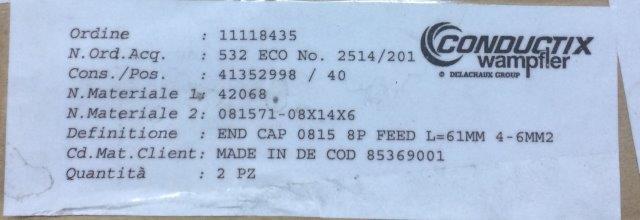 Ordine : 11118435
N.Ord.Acq. : 532 ECO No. 2514/201
Cons./Pos. : 41352998 / 40
N.Materiale 1: 42068
N.Materiale 2: 081571-08X14X6
Definitione : END CAP 0815 8P FEED L=61MM 4-6MM2
Cd.Mat.Client: MADE IN DE COD 85369001
Quantità : 2 PZ
CONDUCTIX
wampfler
DELACHAUX GROUP